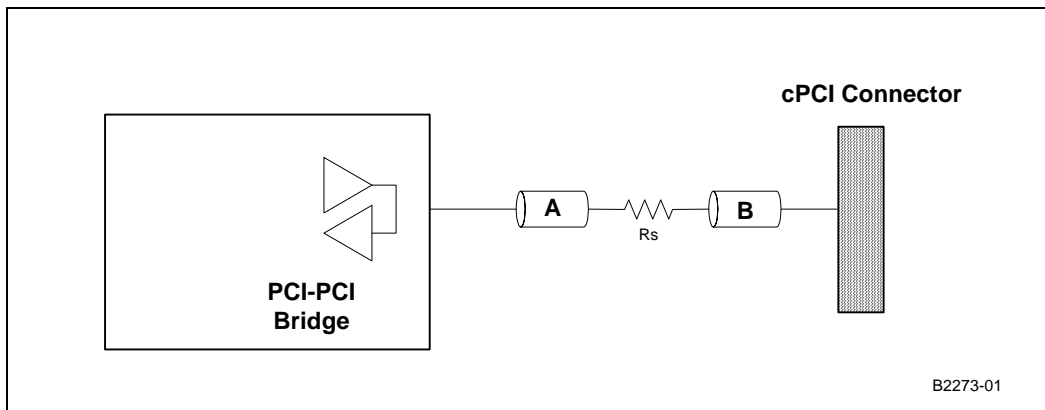 cPCI Connector
A
B
Rs
PCI-PCI
Bridge
B2273-01